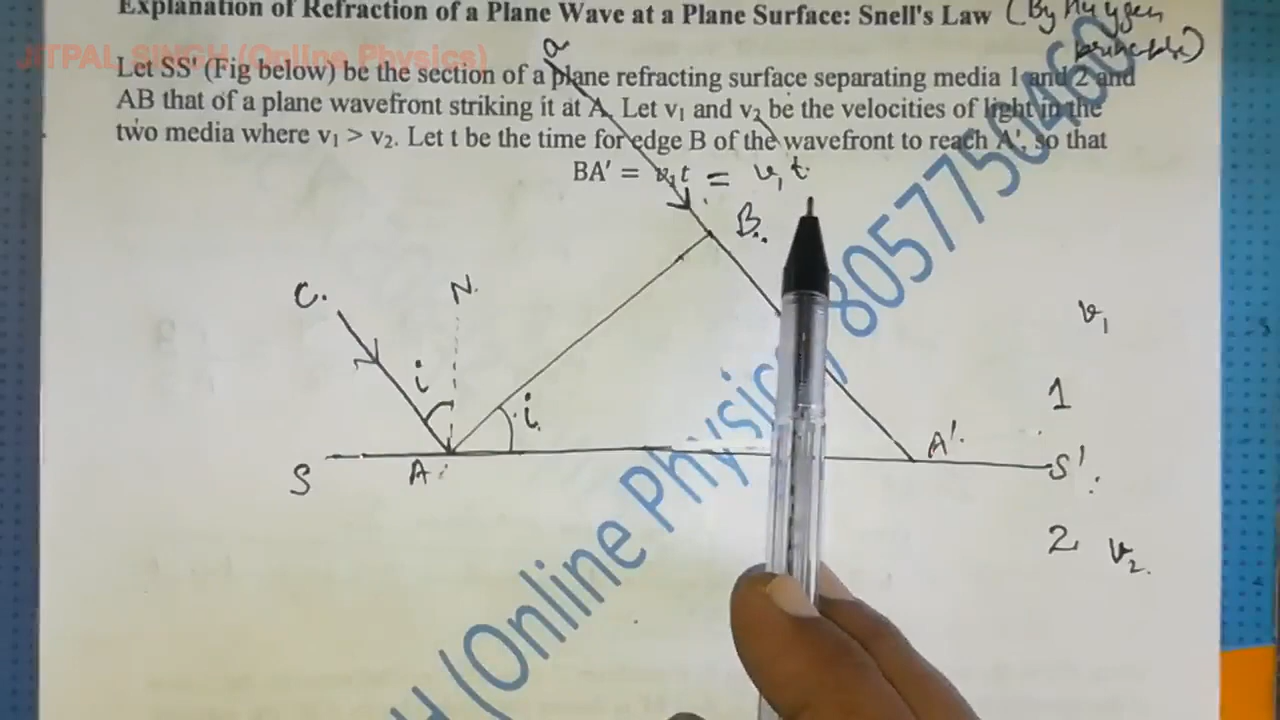 Explanation of Refraction of a Plane Wave at a Plane Surface: Snell's Law (By Huygen
principle)
JITPAL SINGH (Online Physics)
a
Let SS' (Fig below) be the section of a plane refracting surface separating media 1 and 2 and
AB that of a plane wavefront striking it at A. Let v₁ and v₂ be the velocities of light in the
two media where v₁ > v₂. Let t be the time for edge B of the wavefront to reach A', so that
BA' = v₁t = v₁t
B
C. N.
v₁
i
i
1
A'
S A S'
2 v₂
H (Online Physics) 8057750460